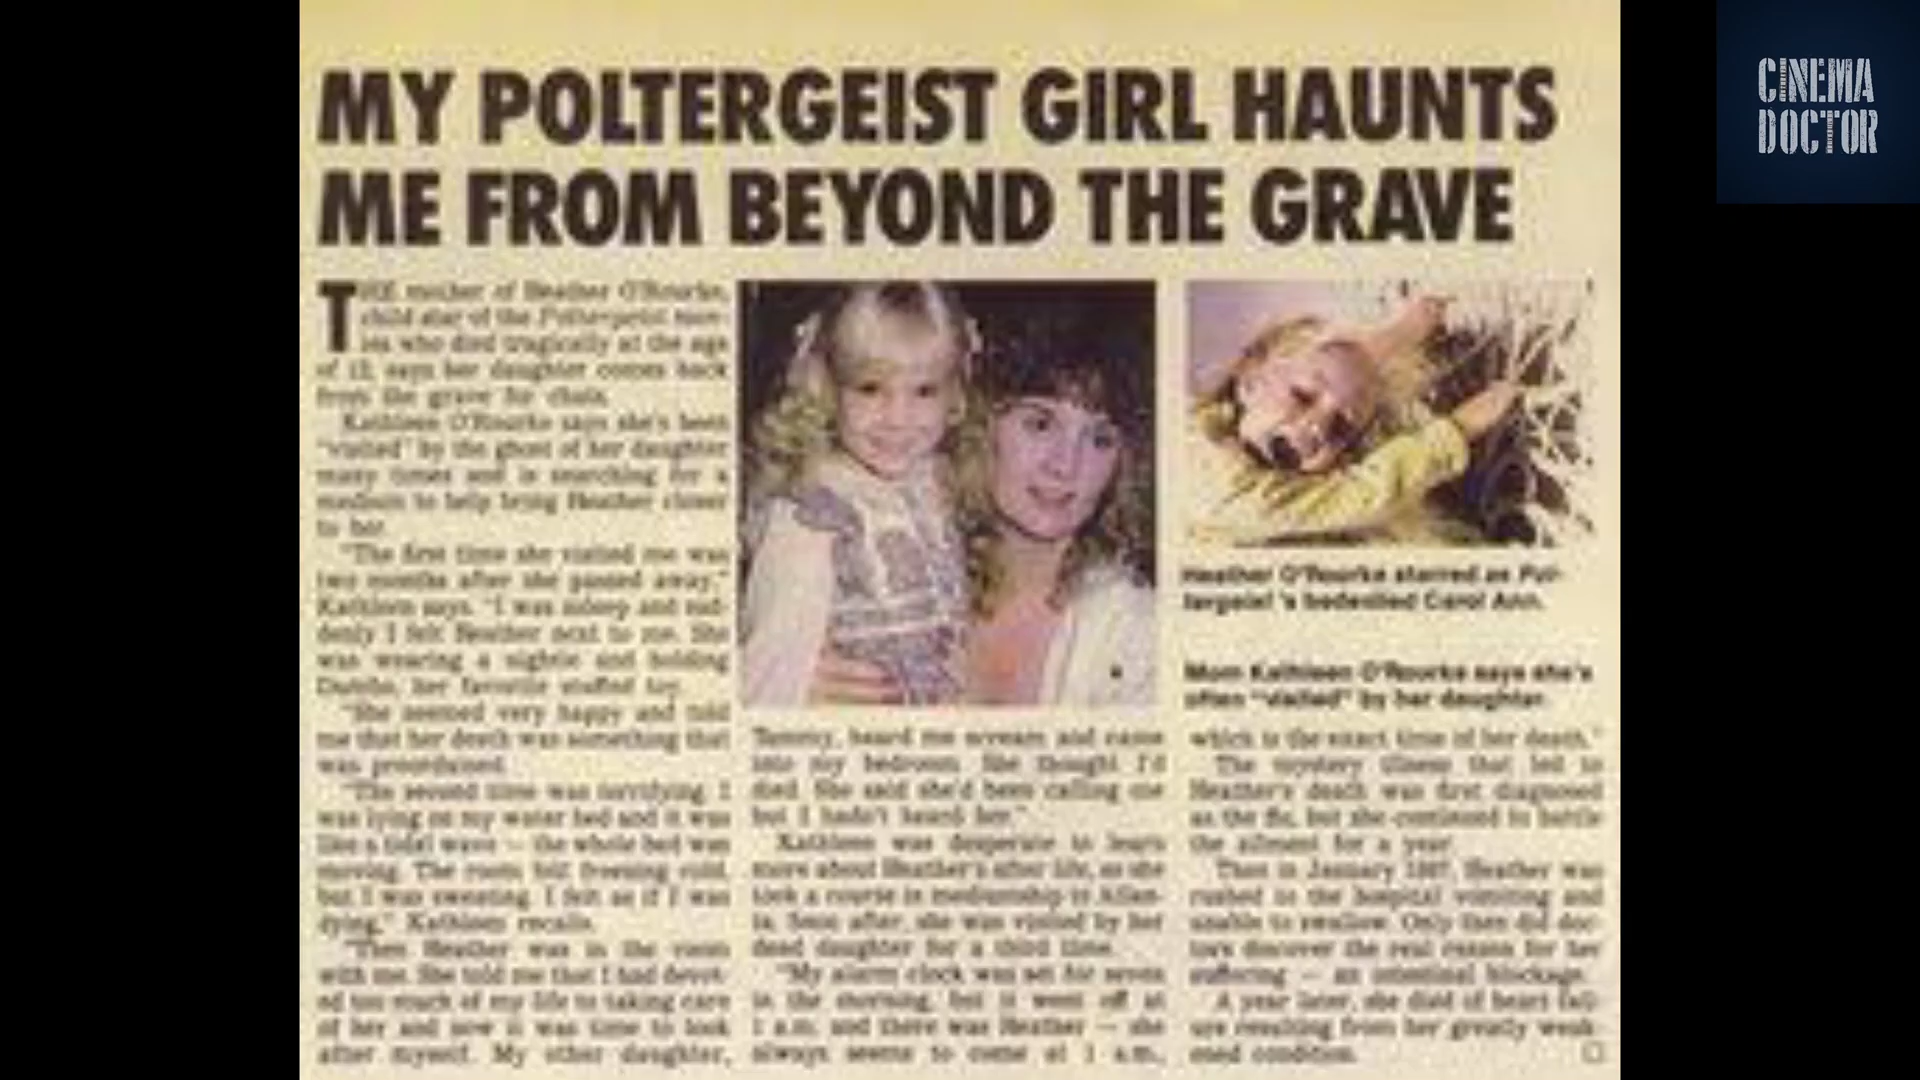 MY POLTERGEIST GIRL HAUNTS
ME FROM BEYOND THE GRAVE
CINEMA
DOCTOR
THE mother of Heather O'Rourke,
child star of the Poltergeist mov-
ies who died tragically at the age
of 12, says her daughter comes back
from the grave for chats.
Kathleen O'Rourke says she's been
"visited" by the ghost of her daughter
many times and is searching for a
medium to help bring Heather closer
to her.
"The first time she visited me was
two months after she passed away,"
Kathleen says. "I was asleep and sud-
denly I felt Heather next to me. She
was wearing a nightie and holding
Dumbo, her favorite stuffed toy.
"She seemed very happy and told
me that her death was something that
was preordained.
"The second time was terrifying. I
was lying on my water bed and it was
like a tidal wave — the whole bed was
moving. The room felt freezing cold,
but I was sweating. I felt as if I was
dying," Kathleen recalls.
"Then Heather was in the room
with me. She told me that I had devot-
ed too much of my life to taking care
of her and now it was time to look
after myself. My other daughter,
Tammy, heard me scream and came
into my bedroom. She thought I'd
died. She said she'd been calling me
but I hadn't heard her."
Kathleen was desperate to learn
more about Heather's after life, so she
took a course in mediumship in Atlan-
ta. Soon after, she was visited by her
dead daughter for a third time.
"My alarm clock was set for seven
in the morning, but it went off at
1 a.m. and there was Heather — she
always seems to come at 1 a.m.,
Heather O'Rourke starred as Pol-
tergeist's bedeviled Carol Ann.
Mom Kathleen O'Rourke says she's
often "visited" by her daughter.
which is the exact time of her death."
The mystery illness that led to
Heather's death was first diagnosed
as the flu, but she continued to battle
the ailment for a year.
Then in January 1987, Heather was
rushed to the hospital vomiting and
unable to swallow. Only then did doc-
tors discover the real reason for her
suffering — an intestinal blockage.
A year later, she died of heart fail-
ure resulting from her greatly weak-
ened condition.